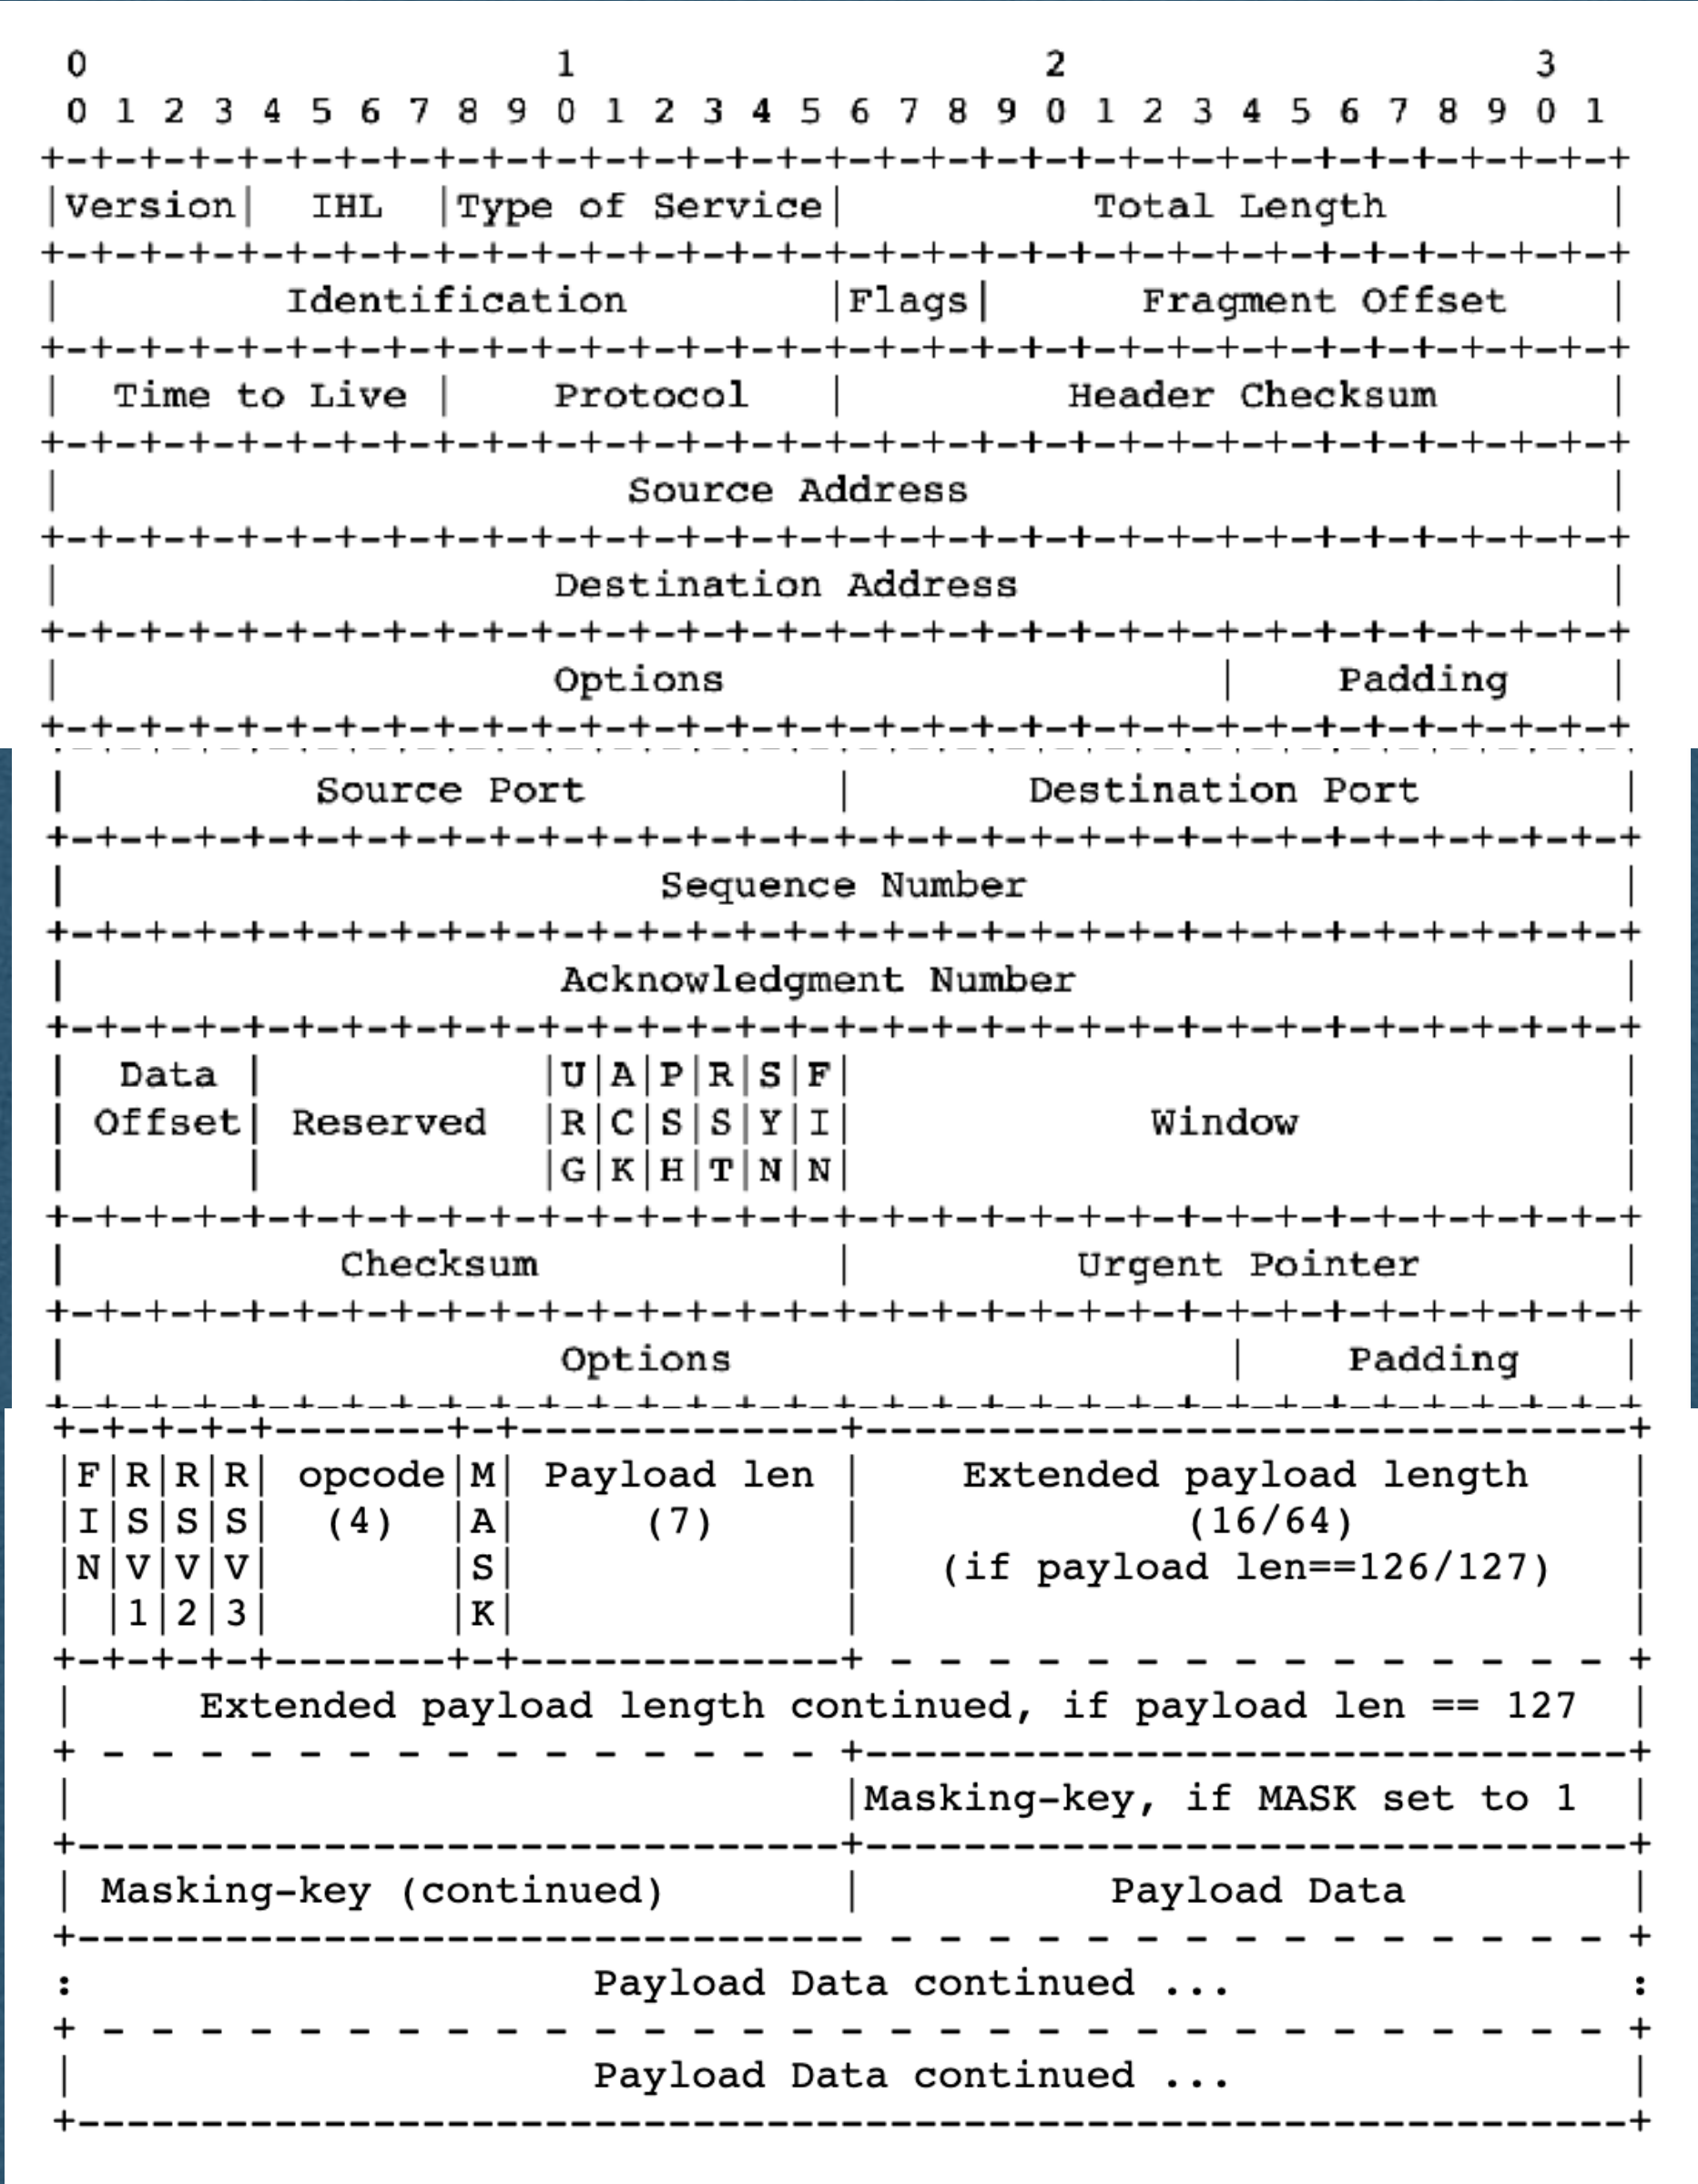 0 1 2 3
0 1 2 3 4 5 6 7 8 9 0 1 2 3 4 5 6 7 8 9 0 1 2 3 4 5 6 7 8 9 0 1
+-+-+-+-+-+-+-+-+-+-+-+-+-+-+-+-+-+-+-+-+-+-+-+-+-+-+-+-+-+-+-+-+
|Version| IHL |Type of Service| Total Length |
+-+-+-+-+-+-+-+-+-+-+-+-+-+-+-+-+-+-+-+-+-+-+-+-+-+-+-+-+-+-+-+-+
| Identification |Flags| Fragment Offset |
+-+-+-+-+-+-+-+-+-+-+-+-+-+-+-+-+-+-+-+-+-+-+-+-+-+-+-+-+-+-+-+-+
| Time to Live | Protocol | Header Checksum |
+-+-+-+-+-+-+-+-+-+-+-+-+-+-+-+-+-+-+-+-+-+-+-+-+-+-+-+-+-+-+-+-+
| Source Address |
+-+-+-+-+-+-+-+-+-+-+-+-+-+-+-+-+-+-+-+-+-+-+-+-+-+-+-+-+-+-+-+-+
| Destination Address |
+-+-+-+-+-+-+-+-+-+-+-+-+-+-+-+-+-+-+-+-+-+-+-+-+-+-+-+-+-+-+-+-+
| Options | Padding |
+-+-+-+-+-+-+-+-+-+-+-+-+-+-+-+-+-+-+-+-+-+-+-+-+-+-+-+-+-+-+-+-+
| Source Port | Destination Port |
+-+-+-+-+-+-+-+-+-+-+-+-+-+-+-+-+-+-+-+-+-+-+-+-+-+-+-+-+-+-+-+-+
| Sequence Number |
+-+-+-+-+-+-+-+-+-+-+-+-+-+-+-+-+-+-+-+-+-+-+-+-+-+-+-+-+-+-+-+-+
| Acknowledgment Number |
+-+-+-+-+-+-+-+-+-+-+-+-+-+-+-+-+-+-+-+-+-+-+-+-+-+-+-+-+-+-+-+-+
| Data | |U|A|P|R|S|F| |
| Offset| Reserved |R|C|S|S|Y|I| Window |
| | |G|K|H|T|N|N| |
+-+-+-+-+-+-+-+-+-+-+-+-+-+-+-+-+-+-+-+-+-+-+-+-+-+-+-+-+-+-+-+-+
| Checksum | Urgent Pointer |
+-+-+-+-+-+-+-+-+-+-+-+-+-+-+-+-+-+-+-+-+-+-+-+-+-+-+-+-+-+-+-+-+
| Options | Padding |
+-+-+-+-+-+-+-+-+-+-+-+-+-+-+-+-+-+-+-+-+-+-+-+-+-+-+-+-+-+-+-+-+
+-+-+-+-+-------+-+-------------+-------------------------------+
|F|R|R|R| opcode|M| Payload len | Extended payload length |
|I|S|S|S| (4) |A| (7) | (16/64) |
|N|V|V|V| |S| | (if payload len==126/127) |
| |1|2|3| |K| | |
+-+-+-+-+-------+-+-------------+ - - - - - - - - - - - - - - - +
| Extended payload length continued, if payload len == 127 |
+ - - - - - - - - - - - - - - - +-------------------------------+
| |Masking-key, if MASK set to 1 |
+-------------------------------+-------------------------------+
| Masking-key (continued) | Payload Data |
+-------------------------------- - - - - - - - - - - - - - - - +
: Payload Data continued ... :
+ - - - - - - - - - - - - - - - - - - - - - - - - - - - - - - - +
| Payload Data continued ... |
+---------------------------------------------------------------+